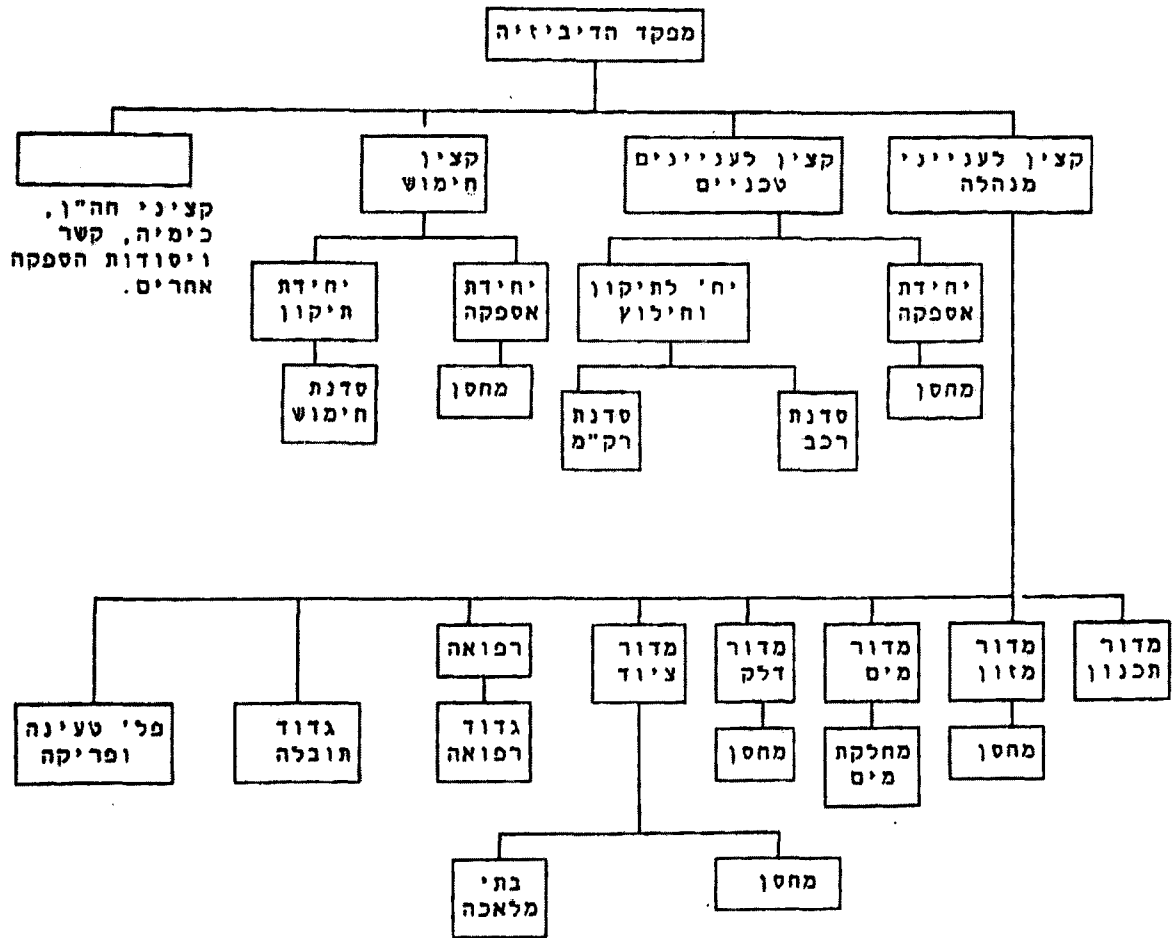 מפקד הדיביזיה
קצין לענייני
מנהלה
קצין לעניינים
טכניים
קצין
חימוש
קציני חה"ן,
כימיה, קשר
ויסודות הספקה
אחרים.
יחידת
אספקה
יח' לתיקון
וחילוץ
יחידת
אספקה
יחידת
תיקון
מחסן
סדנת
רכב
סדנת
רק"מ
מחסן
סדנת
חימוש
מדור
תכנון
מדור
מזון
מדור
מים
מדור
דלק
מדור
ציוד
רפואה
מחסן
מחלקת
מים
מחסן
גדוד
רפואה
גדוד
תובלה
פל' טעינה
ופריקה
מחסן
בתי
מלאכה